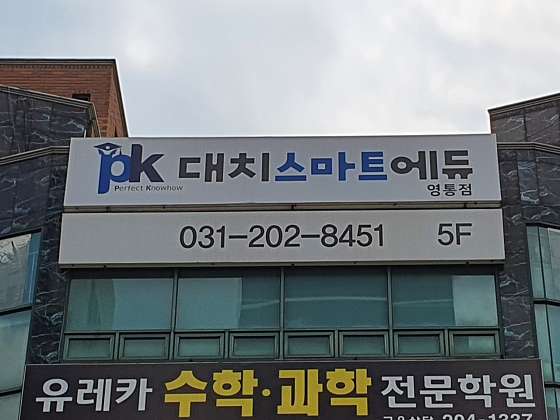 pk 대치스마트에듀
Perfect Knowhow
영통점
031-202-8451 5F
유레카 수학·과학 전문학원